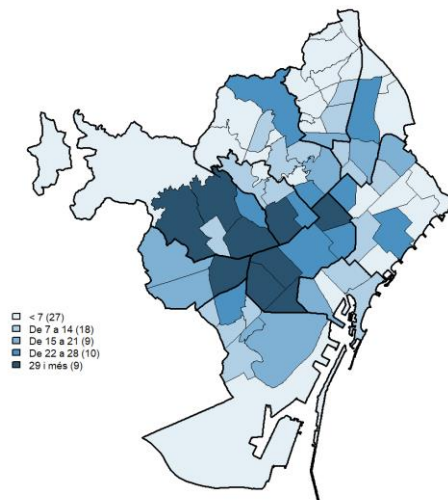 < 7 (27)
De 7 a 14 (18)
De 15 a 21 (9)
De 22 a 28 (10)
29 i més (9)